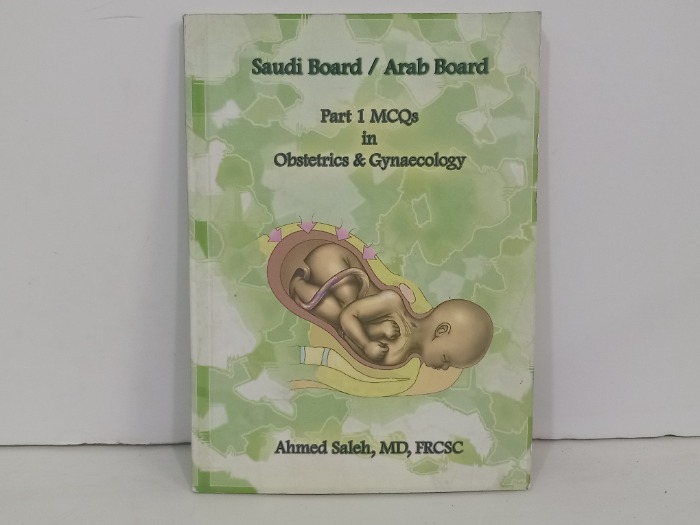 Saudi Board / Arab Board
Part 1 MCQs
in
Obstetrics & Gynaecology
Ahmed Saleh, MD, FRCSC